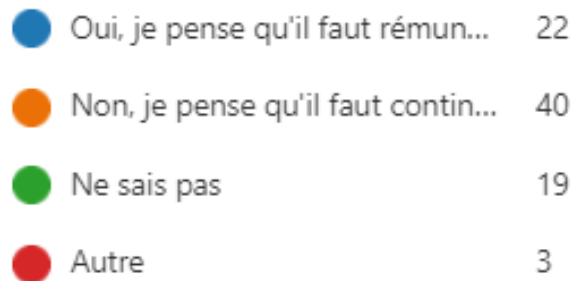 Oui, je pense qu'il faut rémun... 22
Non, je pense qu'il faut contin... 40
Ne sais pas 19
Autre 3